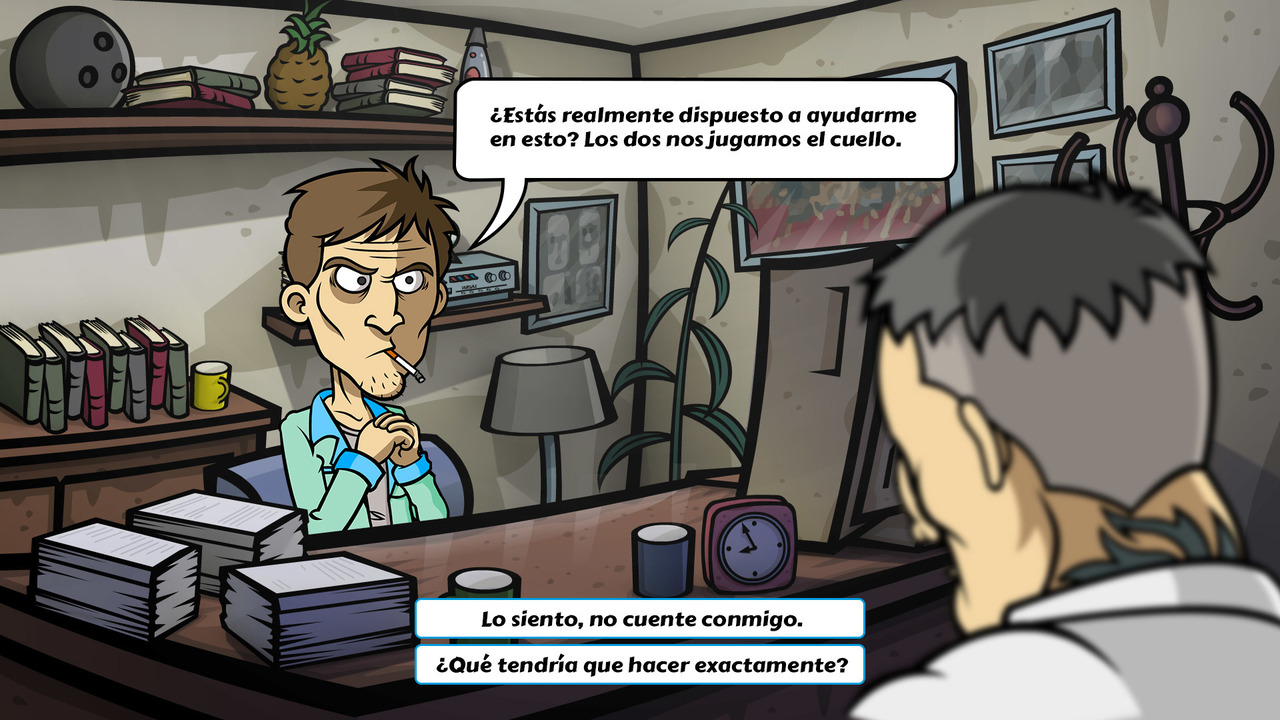 ¿Estás realmente dispuesto a ayudarme
en esto? Los dos nos jugamos el cuello.
Lo siento, no cuente conmigo.
¿Qué tendría que hacer exactamente?